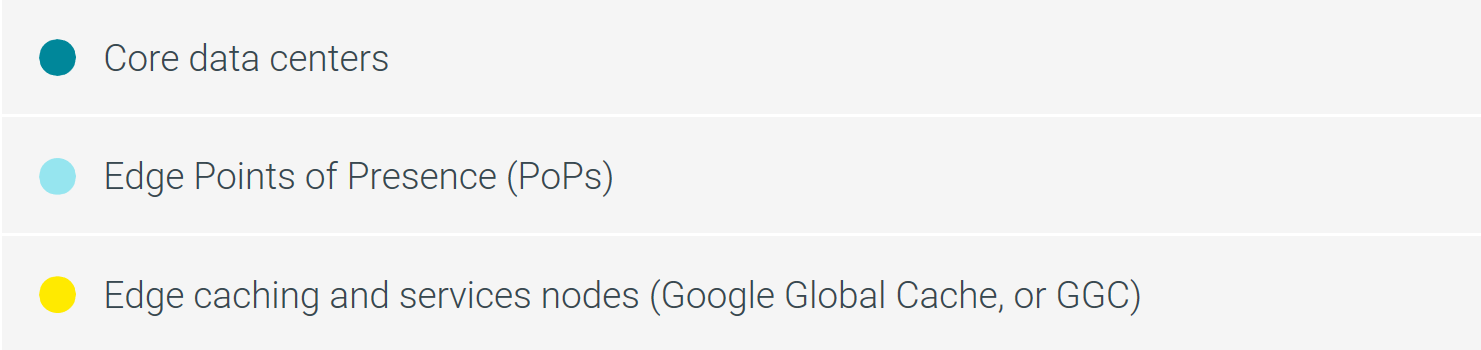 Core data centers
Edge Points of Presence (PoPs)
Edge caching and services nodes (Google Global Cache, or GGC)